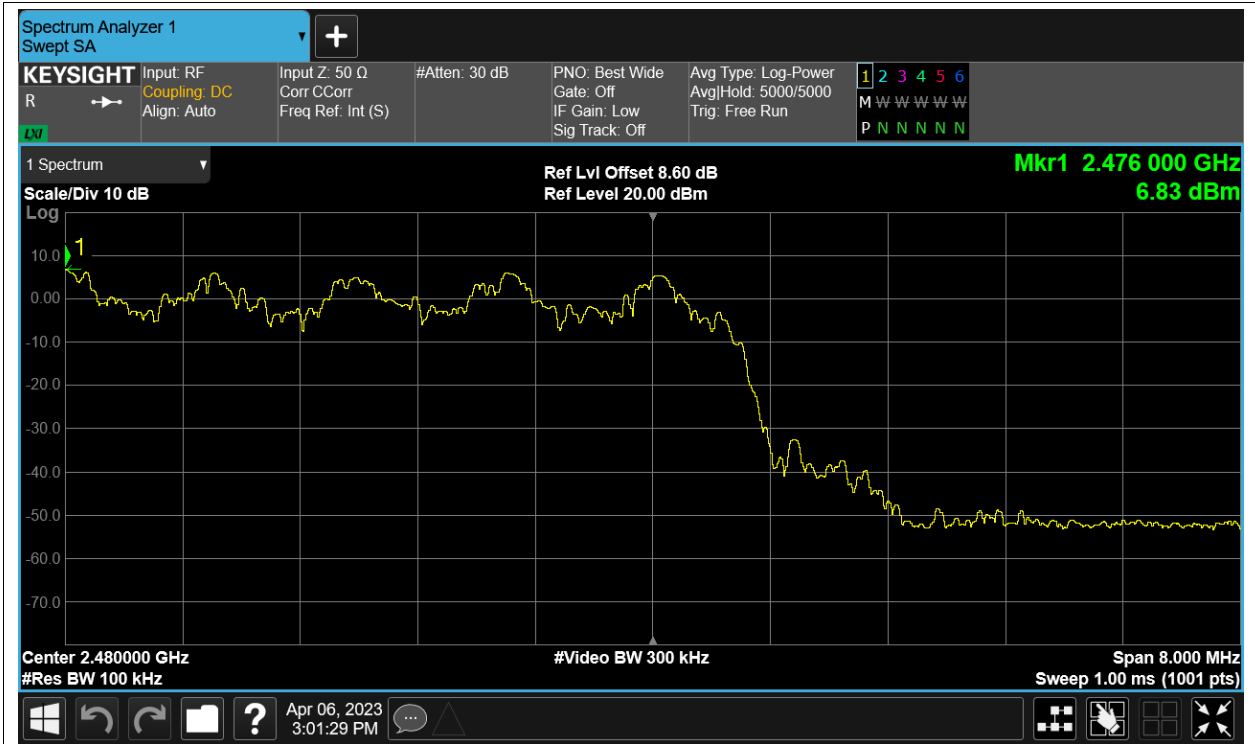 Spectrum Analyzer 1
Swept SA
KEYSIGHT
R
LXI
Input: RF
Coupling: DC
Align: Auto
Input Z: 50 Ω
Corr CCorr
Freq Ref: Int (S)
#Atten: 30 dB
PNO: Best Wide
Gate: Off
IF Gain: Low
Sig Track: Off
Avg Type: Log-Power
Avg|Hold: 5000/5000
Trig: Free Run
1 2 3 4 5 6
M W W W W W
P N N N N N
1 Spectrum
Scale/Div 10 dB
Log
Ref Lvl Offset 8.60 dB
Ref Level 20.00 dBm
Mkr1 2.476 000 GHz
6.83 dBm
1
10.0
0.00
-10.0
-20.0
-30.0
-40.0
-50.0
-60.0
-70.0
Center 2.480000 GHz
#Video BW 300 kHz
Span 8.000 MHz
#Res BW 100 kHz
Sweep 1.00 ms (1001 pts)
?
Apr 06, 2023
3:01:29 PM